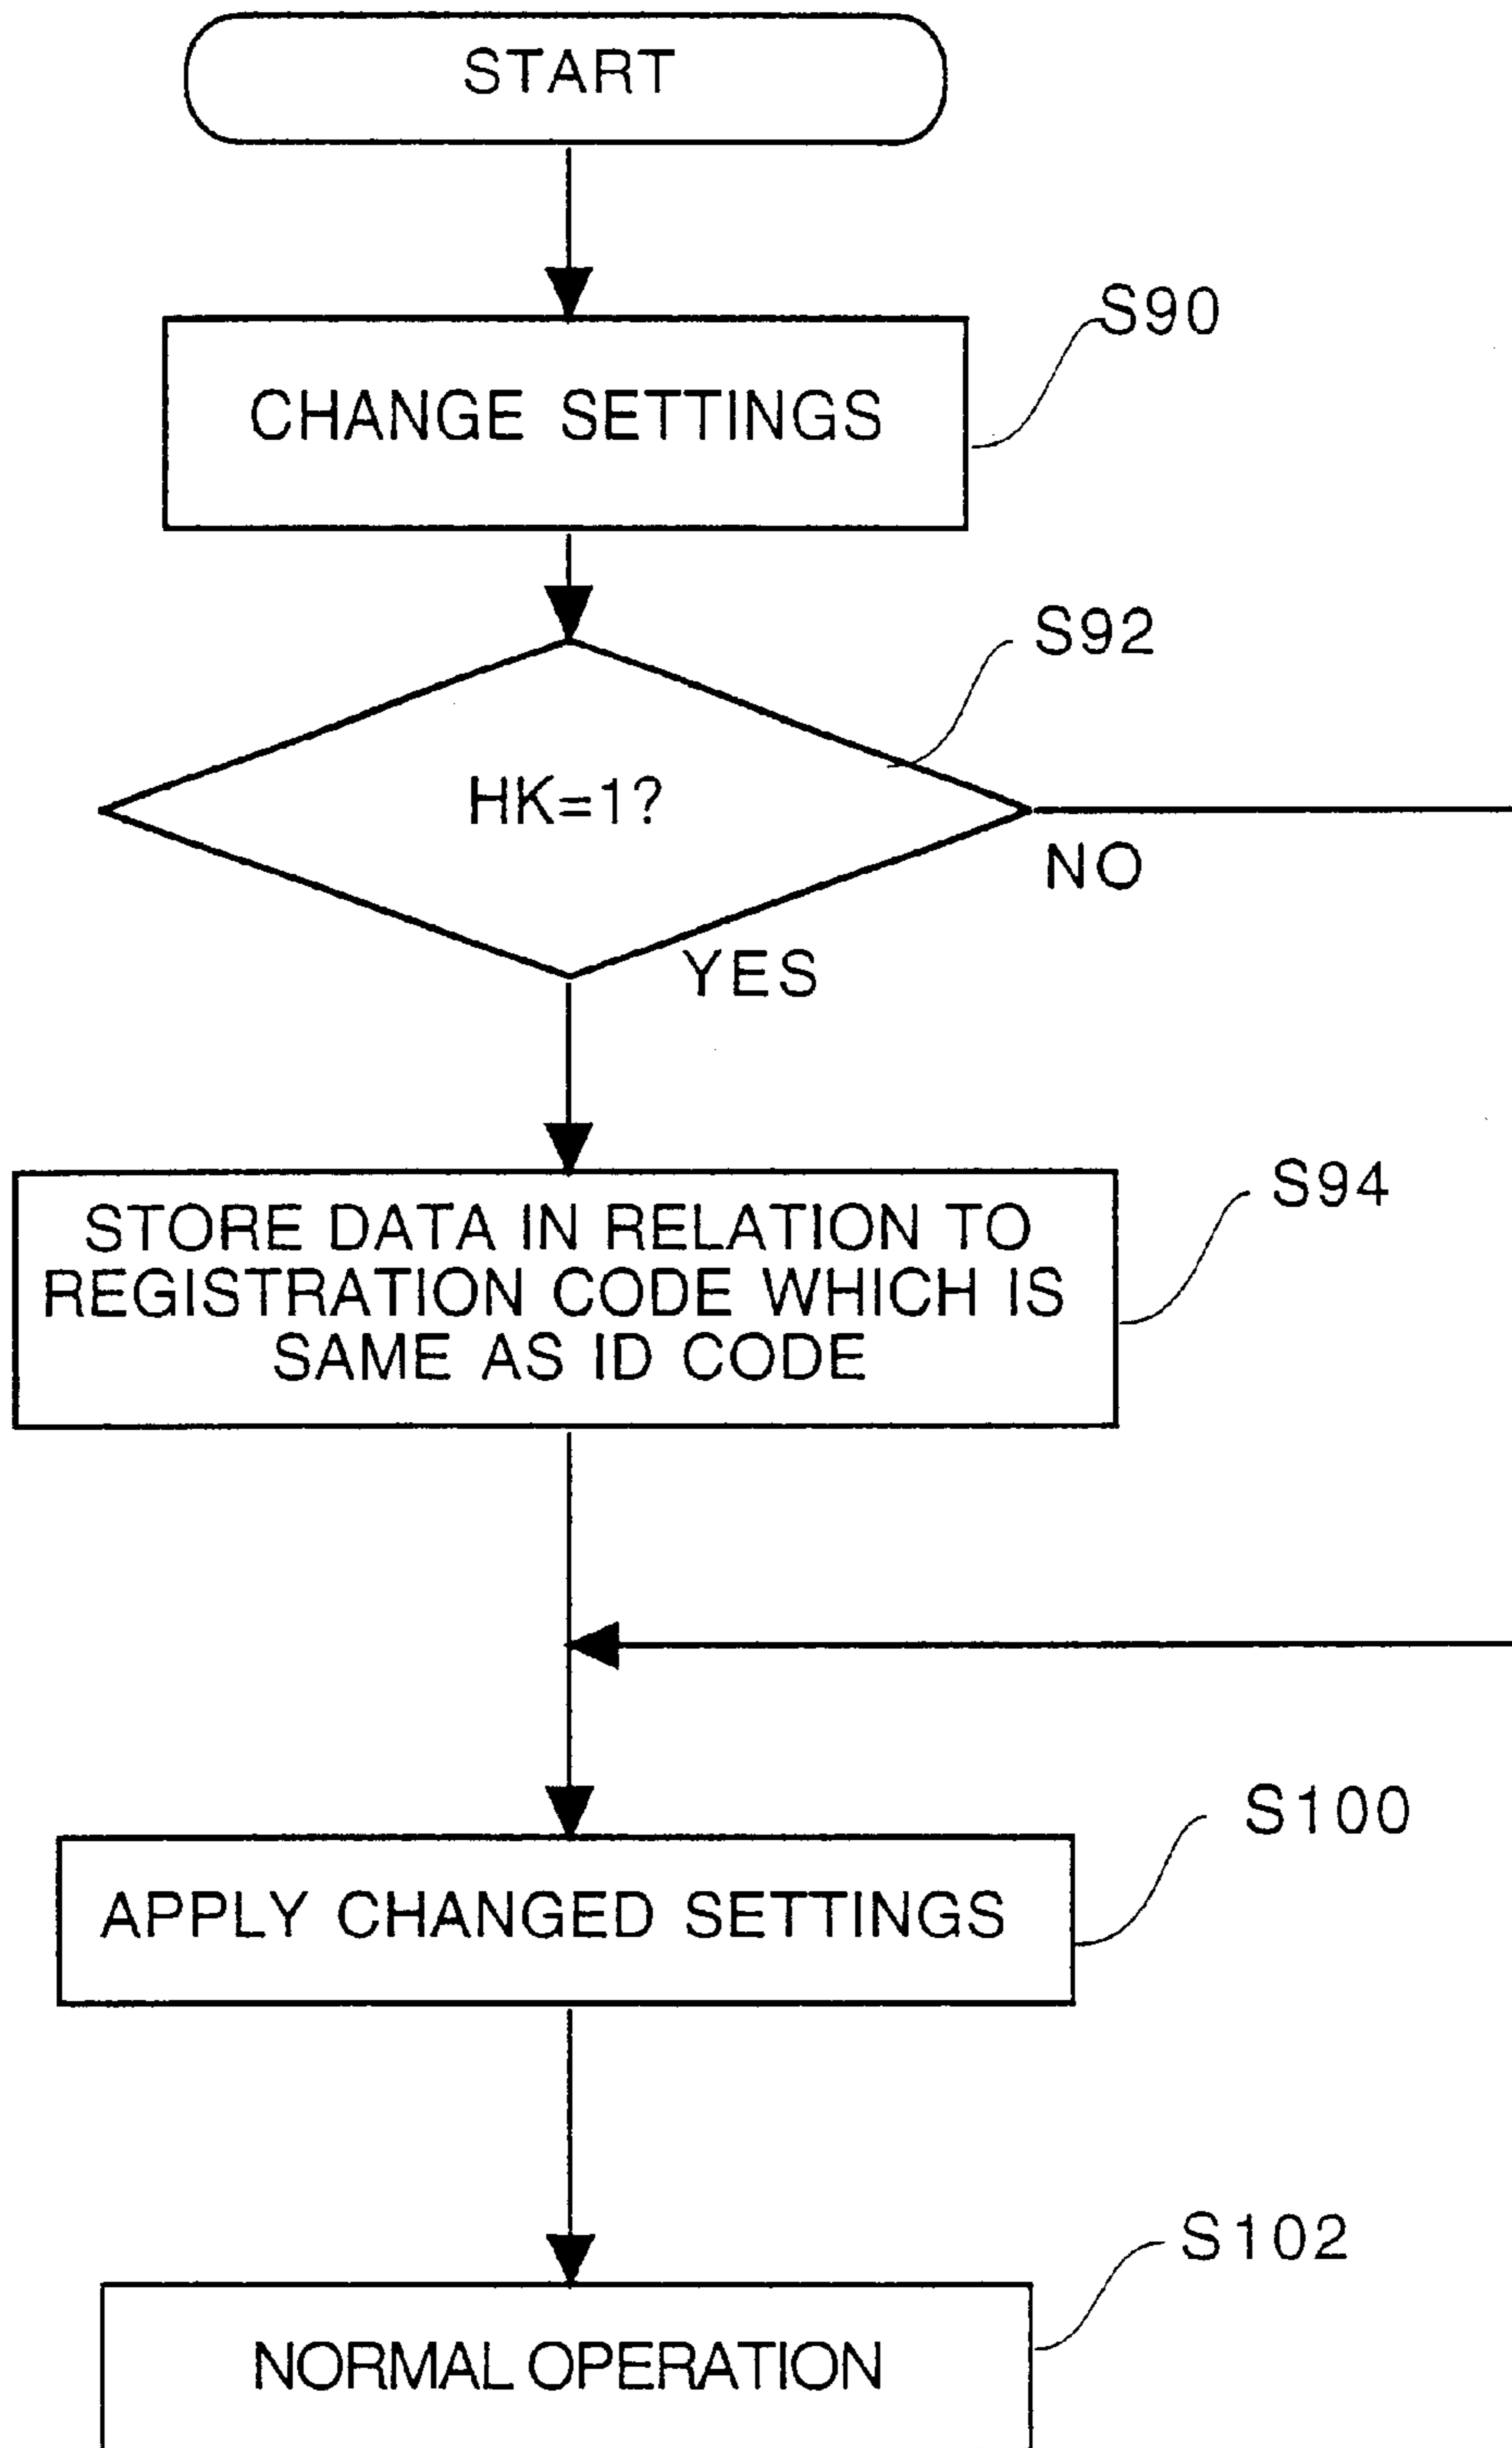 START
S90
CHANGE SETTINGS
S92
HK=1?
NO
YES
S94
STORE DATA IN RELATION TO
REGISTRATION CODE WHICH IS
SAME AS ID CODE
S100
APPLY CHANGED SETTINGS
S102
NORMAL OPERATION